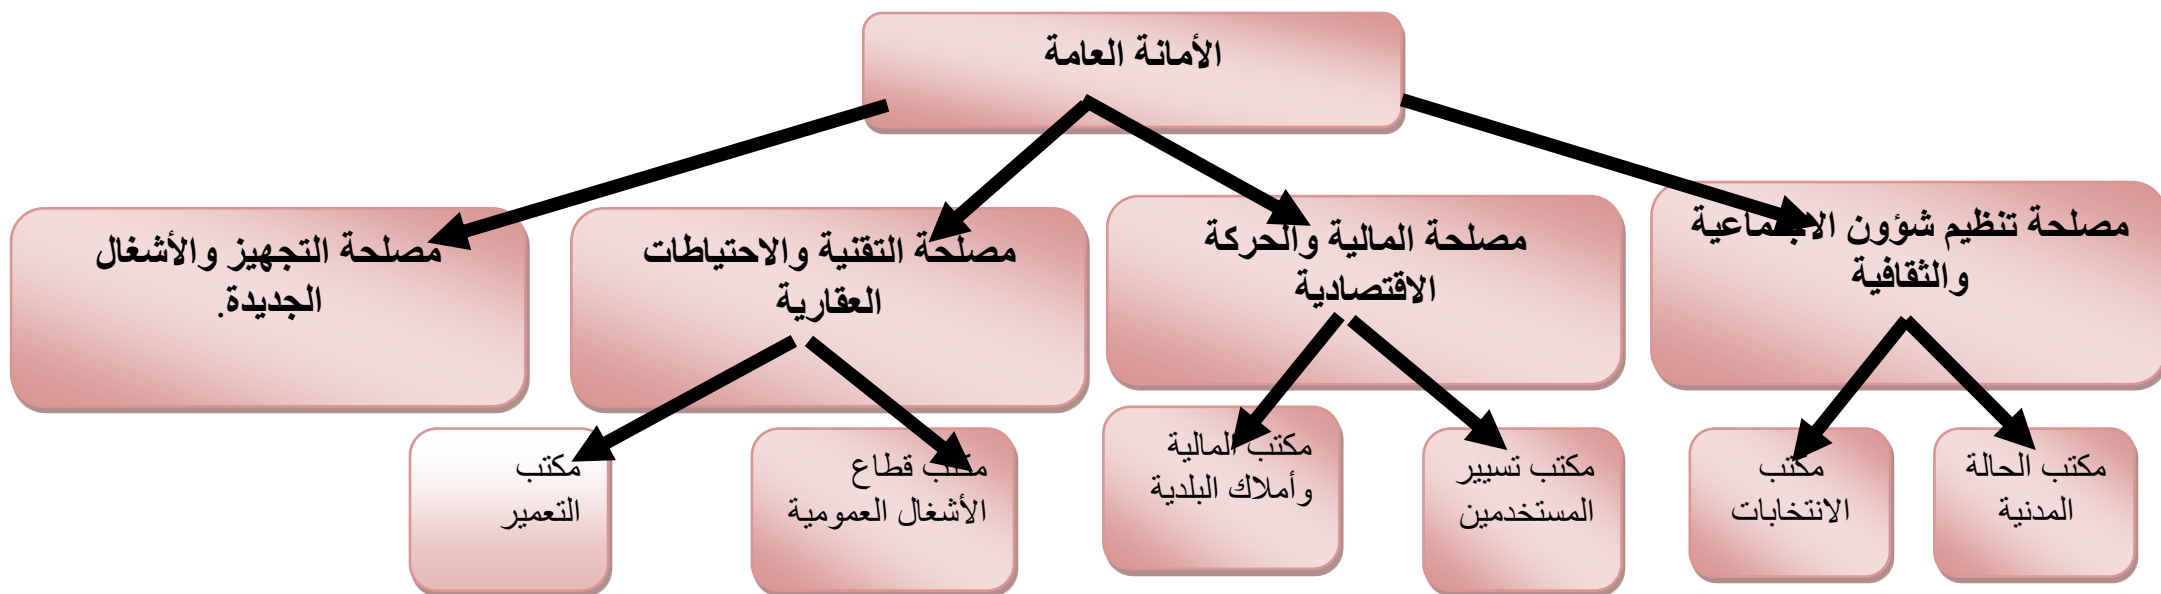 الأمانة العامة
مصلحة تنظيم شؤون الاجتماعية
والثقافية
مصلحة المالية والحركة
الاقتصادية
مصلحة التقنية والاحتياطات
العقارية
مصلحة التجهيز والأشغال
الجديدة.
مكتب الحالة
المدنية
مكتب
الانتخابات
مكتب تسيير
المستخدمين
مكتب المالية
وأملاك البلدية
مكتب قطاع
الأشغال العمومية
مكتب
التعمير